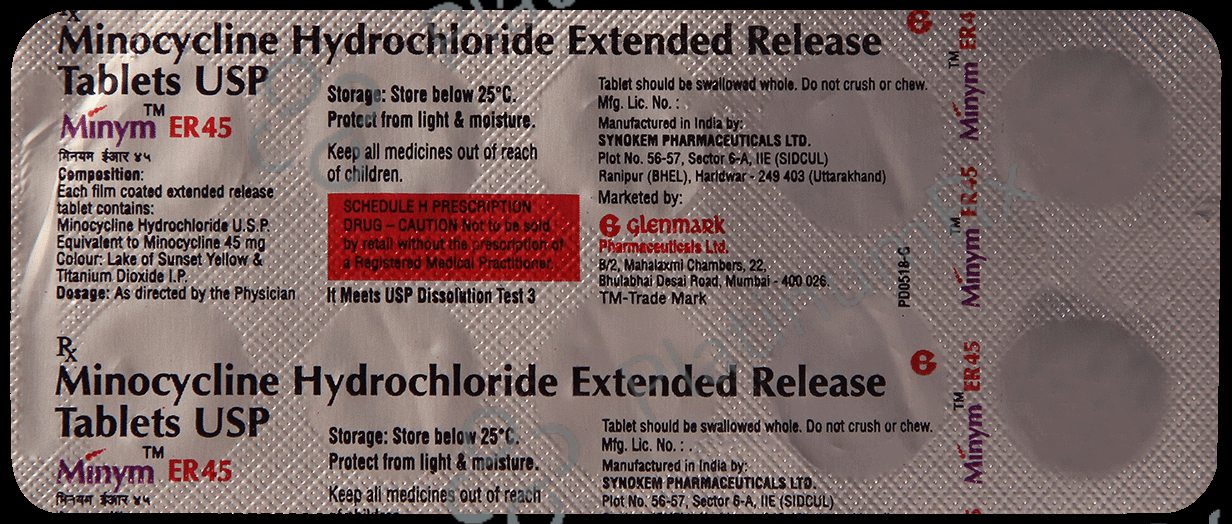 Rx
Minocycline Hydrochloride Extended Release
Tablets USP
Minym™ ER45
मिनयम ईआर ४५
Composition:
Each film coated extended release
tablet contains:
Minocycline Hydrochloride U.S.P.
Equivalent to Minocycline 45 mg
Colour: Lake of Sunset Yellow &
Titanium Dioxide I.P.
Dosage: As directed by the Physician
Storage: Store below 25°C.
Protect from light & moisture.
Keep all medicines out of reach
of children.
SCHEDULE H PRESCRIPTION
DRUG – CAUTION Not to be sold
by retail without the prescription of
a Registered Medical Practitioner.
It Meets USP Dissolution Test 3
Tablet should be swallowed whole. Do not crush or chew.
Mfg. Lic. No. :
Manufactured in India by:
SYNOKEM PHARMACEUTICALS LTD.
Plot No. 56-57, Sector 6-A, IIE (SIDCUL)
Ranipur (BHEL), Haridwar - 249 403 (Uttarakhand)
Marketed by:
glenmark
Pharmaceuticals Ltd.
B/2, Mahalaxmi Chambers, 22,
Bhulabhai Desai Road, Mumbai - 400 026.
TM-Trade Mark
PD0518-G
Minym™ ER4
Minym™ ER45
Minym™ ER45
Rx
Minocycline Hydrochloride Extended Release
Tablets USP
Minym™ ER45
मिनयम ईआर ४५
Storage: Store below 25°C.
Protect from light & moisture.
Keep all medicines out of reach
of children.
Tablet should be swallowed whole. Do not crush or chew.
Mfg. Lic. No. : .
Manufactured in India by:
SYNOKEM PHARMACEUTICALS LTD.
Plot No. 56-57, Sector 6-A, IIE (SIDCUL)
PlatinumRx